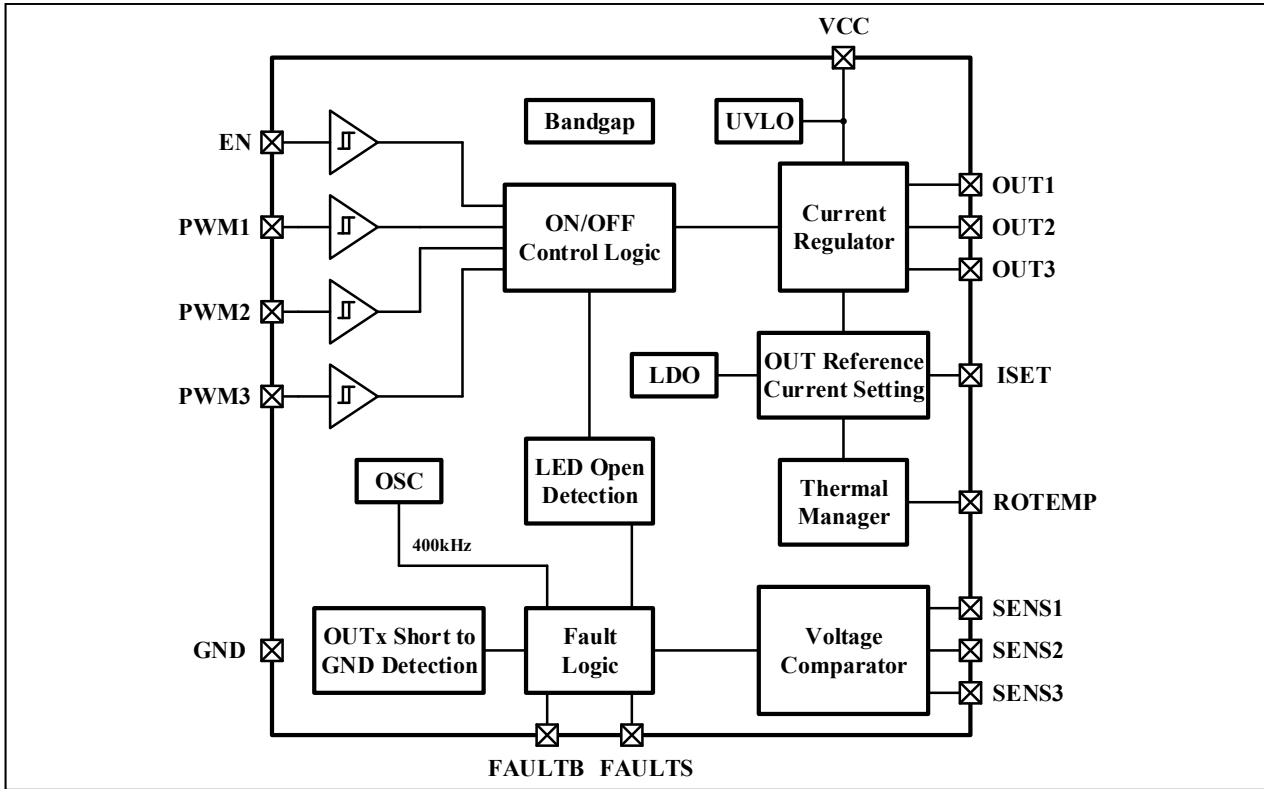 VCC
EN
Bandgap
UVLO
PWM1
ON/OFF
Control Logic
Current
Regulator
OUT1
OUT2
OUT3
PWM2
PWM3
LDO
OUT Reference
Current Setting
ISET
OSC
LED Open
Detection
Thermal
Manager
ROTEMP
400kHz
GND
OUTx Short to
GND Detection
Fault
Logic
Voltage
Comparator
SENS1
SENS2
SENS3
FAULTB
FAULTS